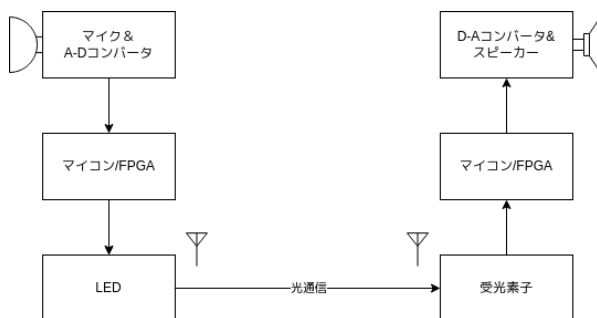 マイク＆
A-Dコンバータ
D-Aコンバータ&
スピーカー
マイコン/FPGA
マイコン/FPGA
LED
光通信
受光素子